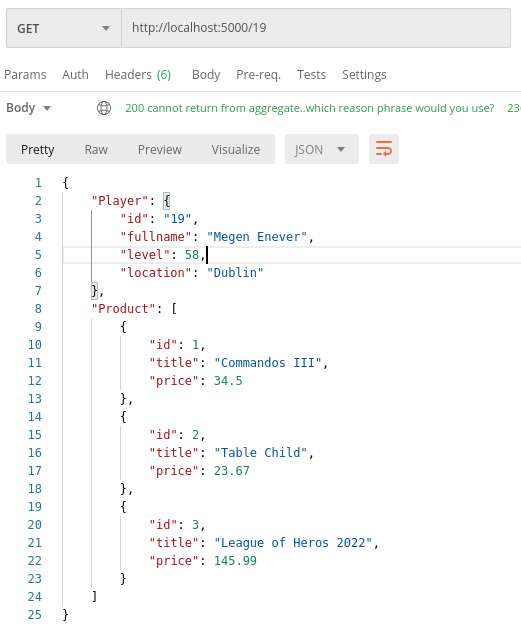 GET http://localhost:5000/19
Params Auth Headers (6) Body Pre-req. Tests Settings
Body 200 cannot return from aggregate..which reason phrase would you use? 23
Pretty Raw Preview Visualize JSON
1 {
2 "Player": {
3 "id": "19",
4 "fullname": "Megen Enever",
5 "level": 58,
6 "location": "Dublin"
7 },
8 "Product": [
9 {
10 "id": 1,
11 "title": "Commandos III",
12 "price": 34.5
13 },
14 {
15 "id": 2,
16 "title": "Table Child",
17 "price": 23.67
18 },
19 {
20 "id": 3,
21 "title": "League of Heros 2022",
22 "price": 145.99
23 }
24 ]
25 }